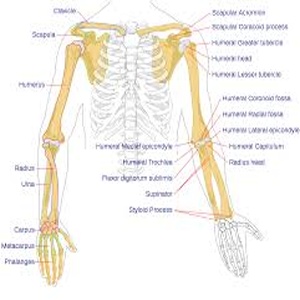 Clavicle
Scapula
Humerus
Radius
Ulna
Carpus
Metacarpus
Phalanges
Scapular Acromion
Scapular Coracoid process
Humeral Greater tubercle
Humeral head
Humeral Lesser tubercle
Humeral Coronoid fossa
Humeral Radial fossa
Humeral Lateral epicondyle
Humeral Medial epicondyle
Humeral Capitulum
Humeral Trochlea
Radius head
Flexor digitorum sublimis
Supinator
Styloid Process